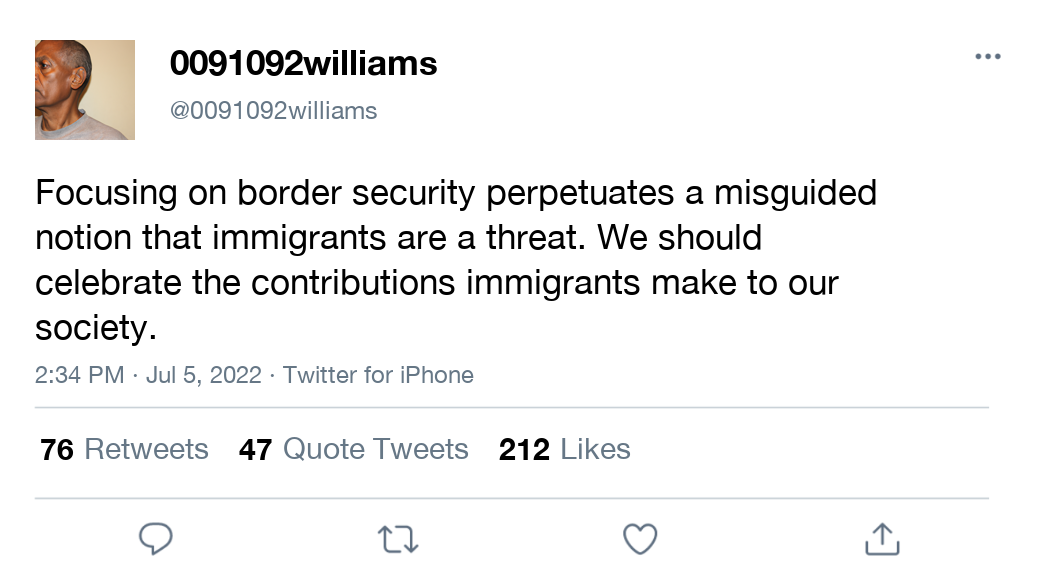 0091092williams
@0091092williams
Focusing on border security perpetuates a misguided
notion that immigrants are a threat. We should
celebrate the contributions immigrants make to our
society.
2:34 PM · Jul 5, 2022 · Twitter for iPhone
76 Retweets 47 Quote Tweets 212 Likes